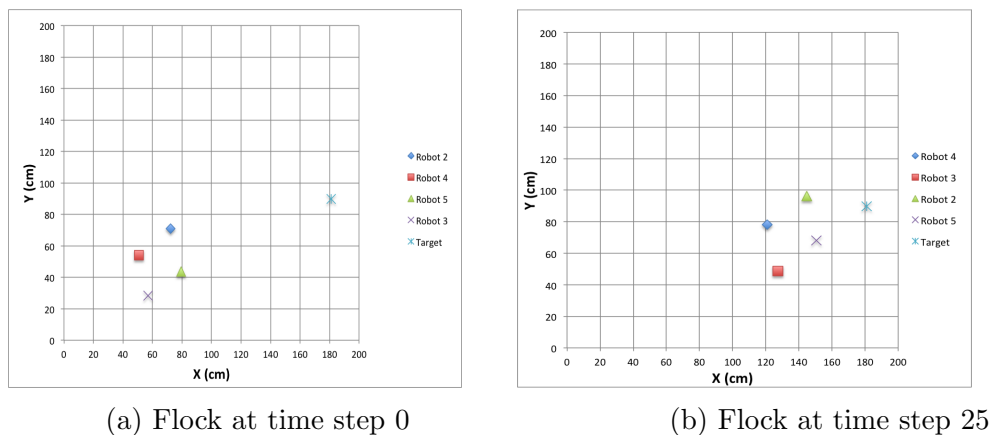 200
180
160
140
120
100
80
60
40
20
0
Y (cm)
0 20 40 60 80 100 120 140 160 180 200
X (cm)
Robot 2
Robot 4
Robot 5
Robot 3
Target
(a) Flock at time step 0
200
180
160
140
120
100
80
60
40
20
0
Y (cm)
0 20 40 60 80 100 120 140 160 180 200
X (cm)
Robot 4
Robot 3
Robot 2
Robot 5
Target
(b) Flock at time step 25